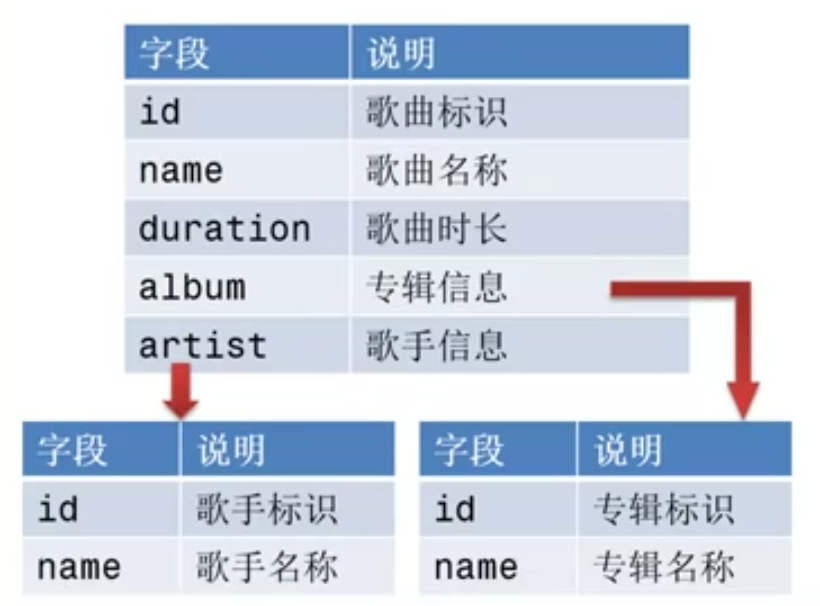 字段 说明
id 歌曲标识
name 歌曲名称
duration 歌曲时长
album 专辑信息
artist 歌手信息
字段 说明
id 歌手标识
name 歌手名称
字段 说明
id 专辑标识
name 专辑名称